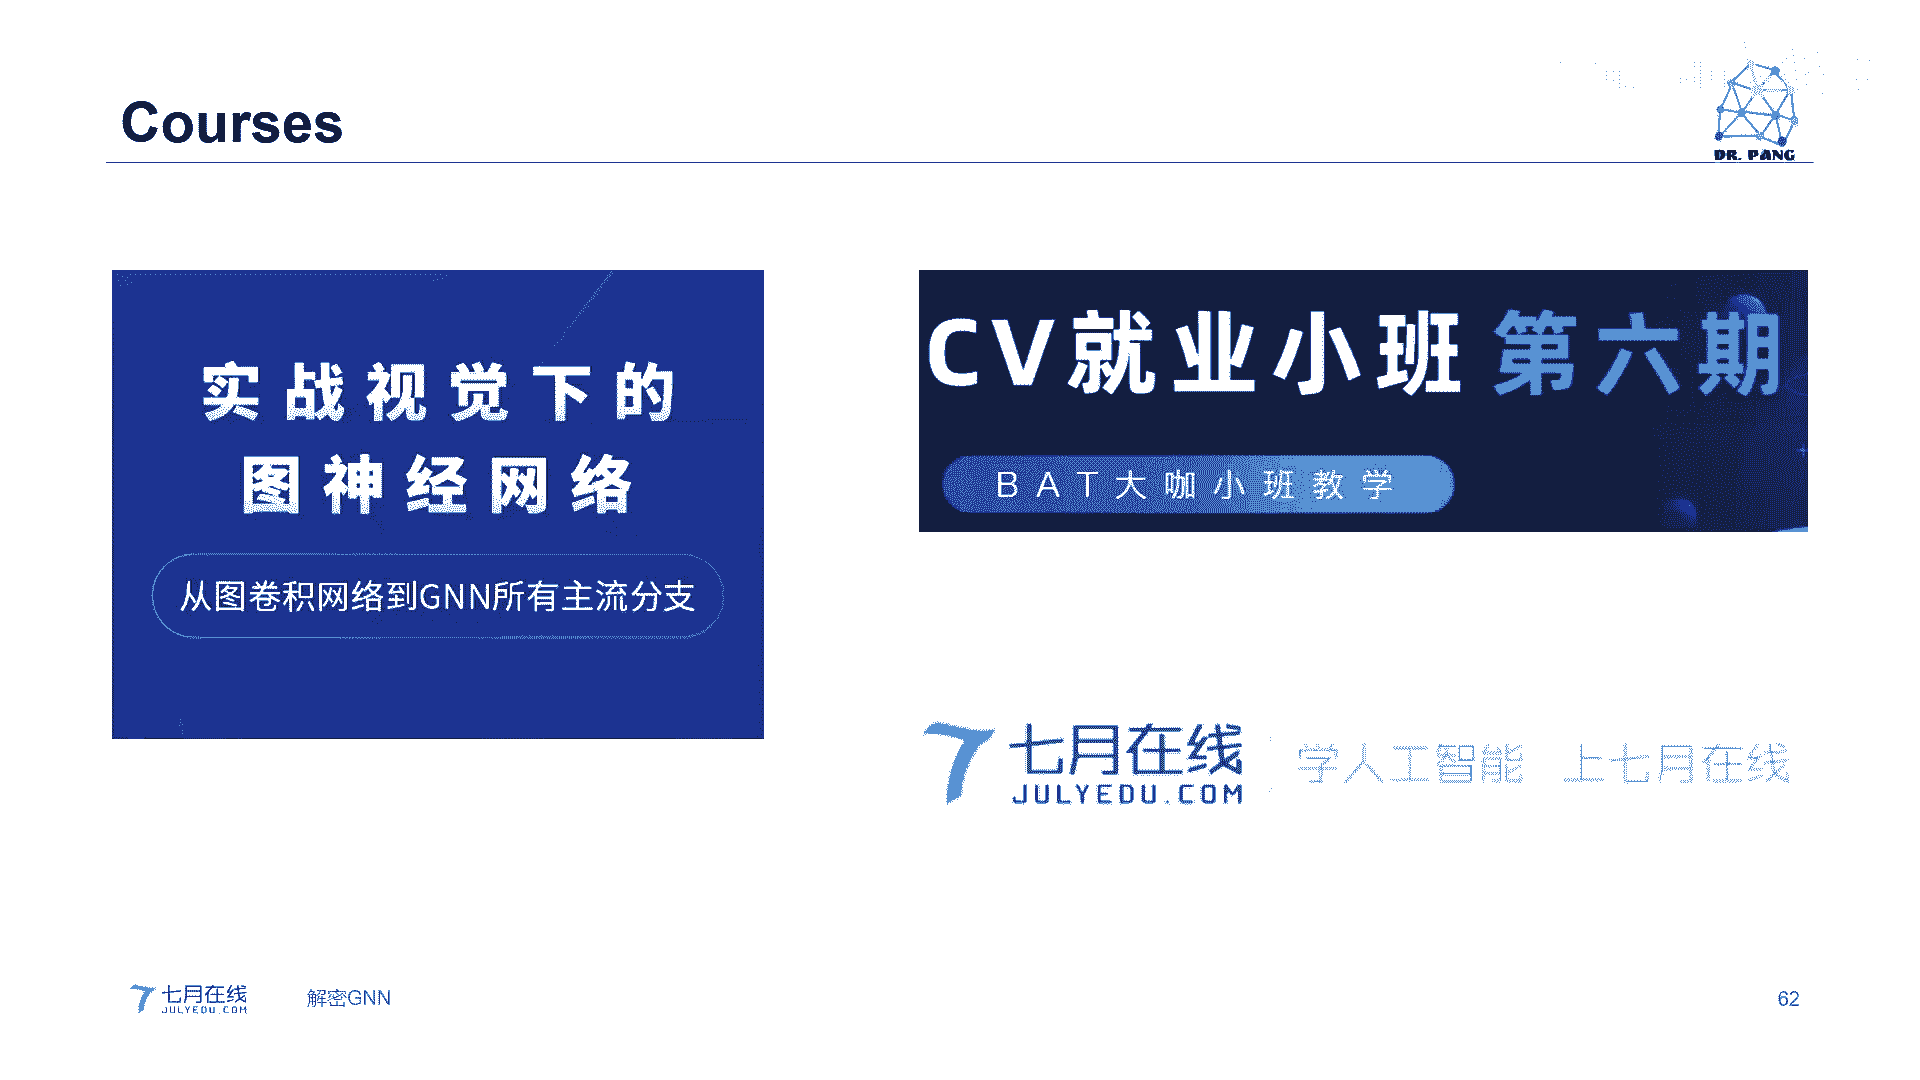 Courses
DR. PANG
实战视觉下的
图神经网络
从图卷积网络到GNN所有主流分支
CV就业小班 第六期
BAT大咖小班教学
七月在线
JULYEDU.COM
学人工智能 上七月在线
七月在线
JULYEDU.COM
解密GNN
62